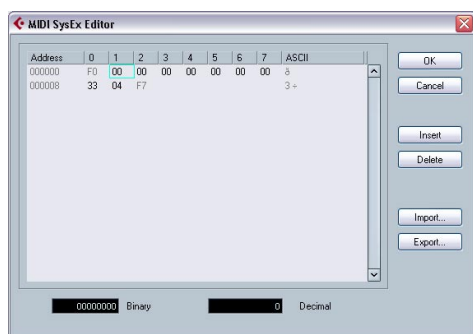 MIDI SysEx Editor
Address 0 1 2 3 4 5 6 7 ASCII
000000 F0 00 00 00 00 00 00 00 ð
000008 33 04 F7 3 ÷
OK
Cancel
Insert
Delete
Import...
Export...
00000000 Binary 0 Decimal